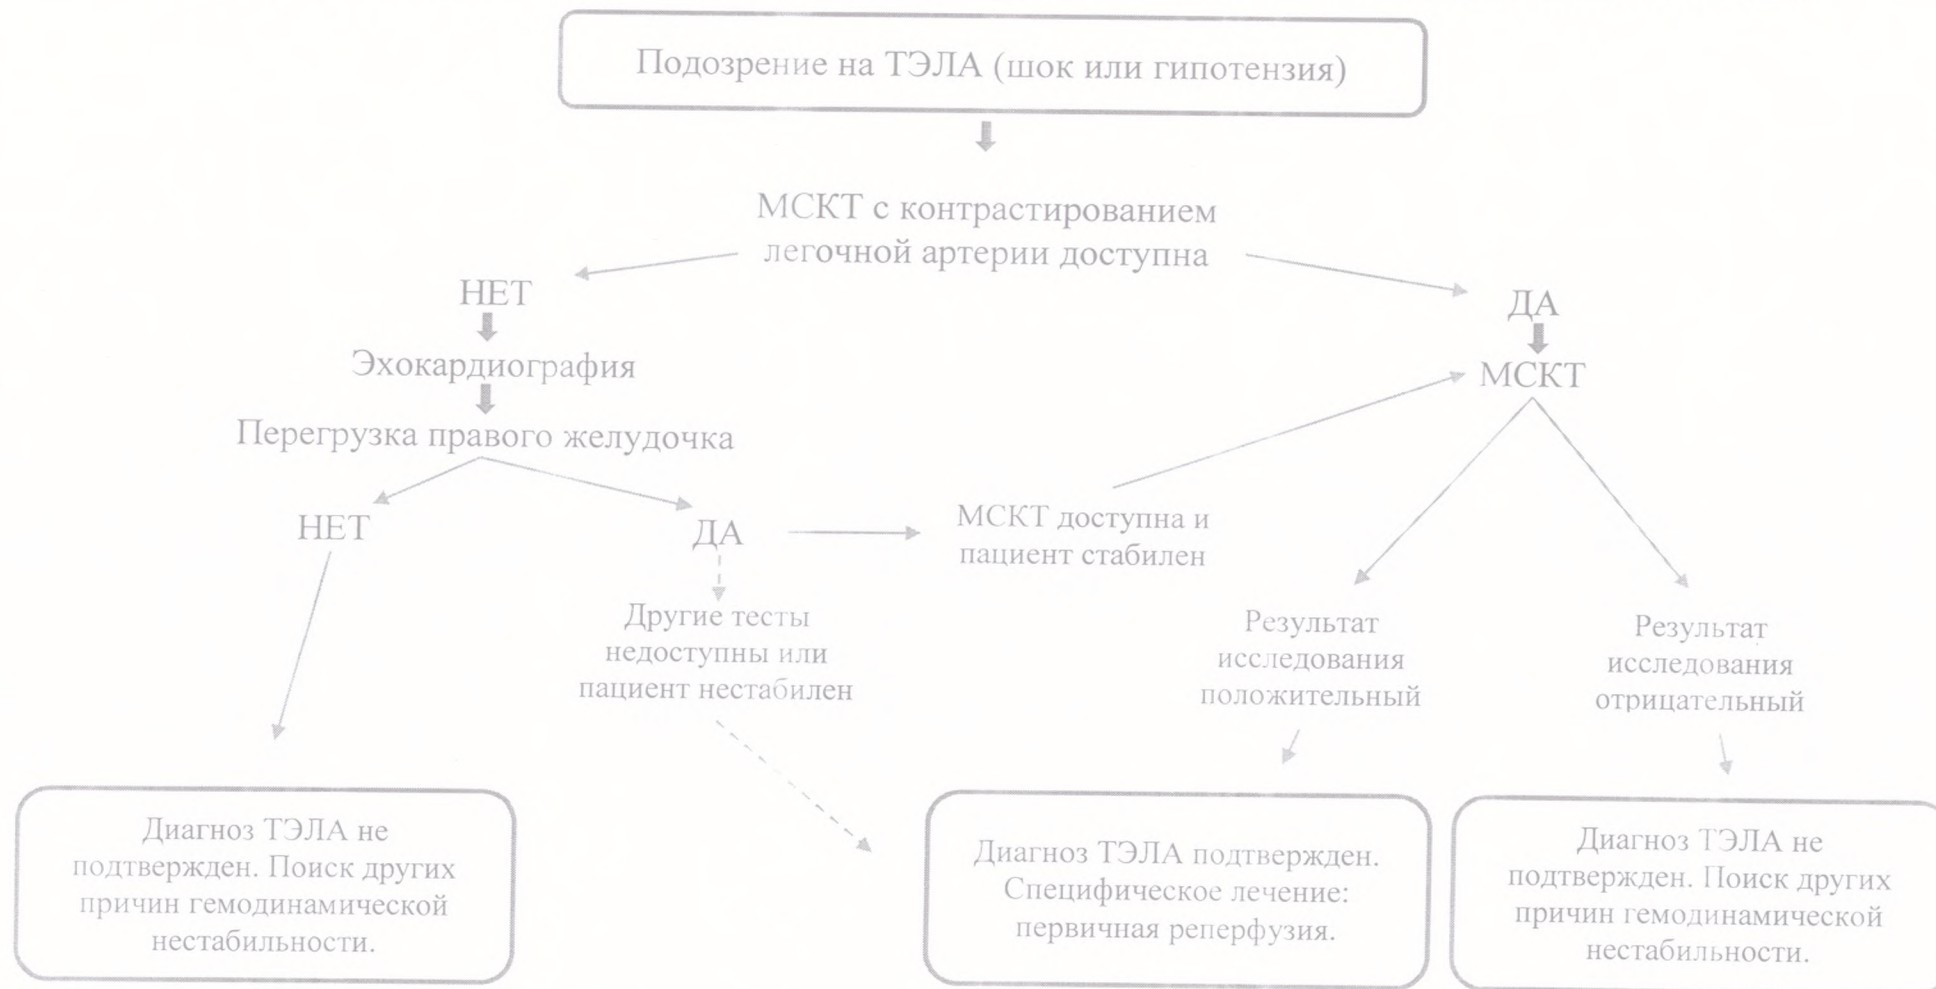 Подозрение на ТЭЛА (шок или гипотензия)
МСКТ с контрастированием
легочной артерии доступна
НЕТ
ДА
Эхокардиография
МСКТ
Перегрузка правого желудочка
НЕТ
ДА
МСКТ доступна и
пациент стабилен
Другие тесты
недоступны или
пациент нестабилен
Результат
исследования
положительный
Результат
исследования
отрицательный
Диагноз ТЭЛА не
подтвержден. Поиск других
причин гемодинамической
нестабильности.
Диагноз ТЭЛА подтвержден.
Специфическое лечение:
первичная реперфузия.
Диагноз ТЭЛА не
подтвержден. Поиск других
причин гемодинамической
нестабильности.